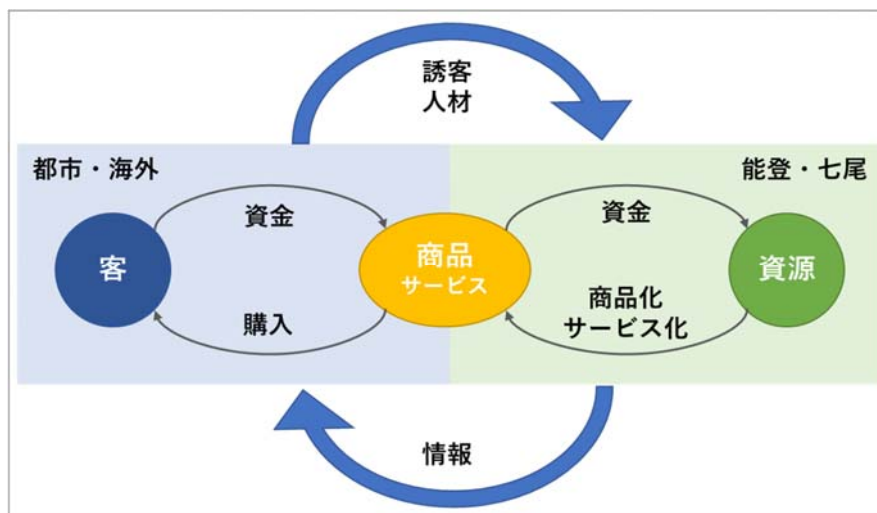 誘客
人材
都市・海外
能登・七尾
資金
資金
客
商品
サービス
資源
購入
商品化
サービス化
情報